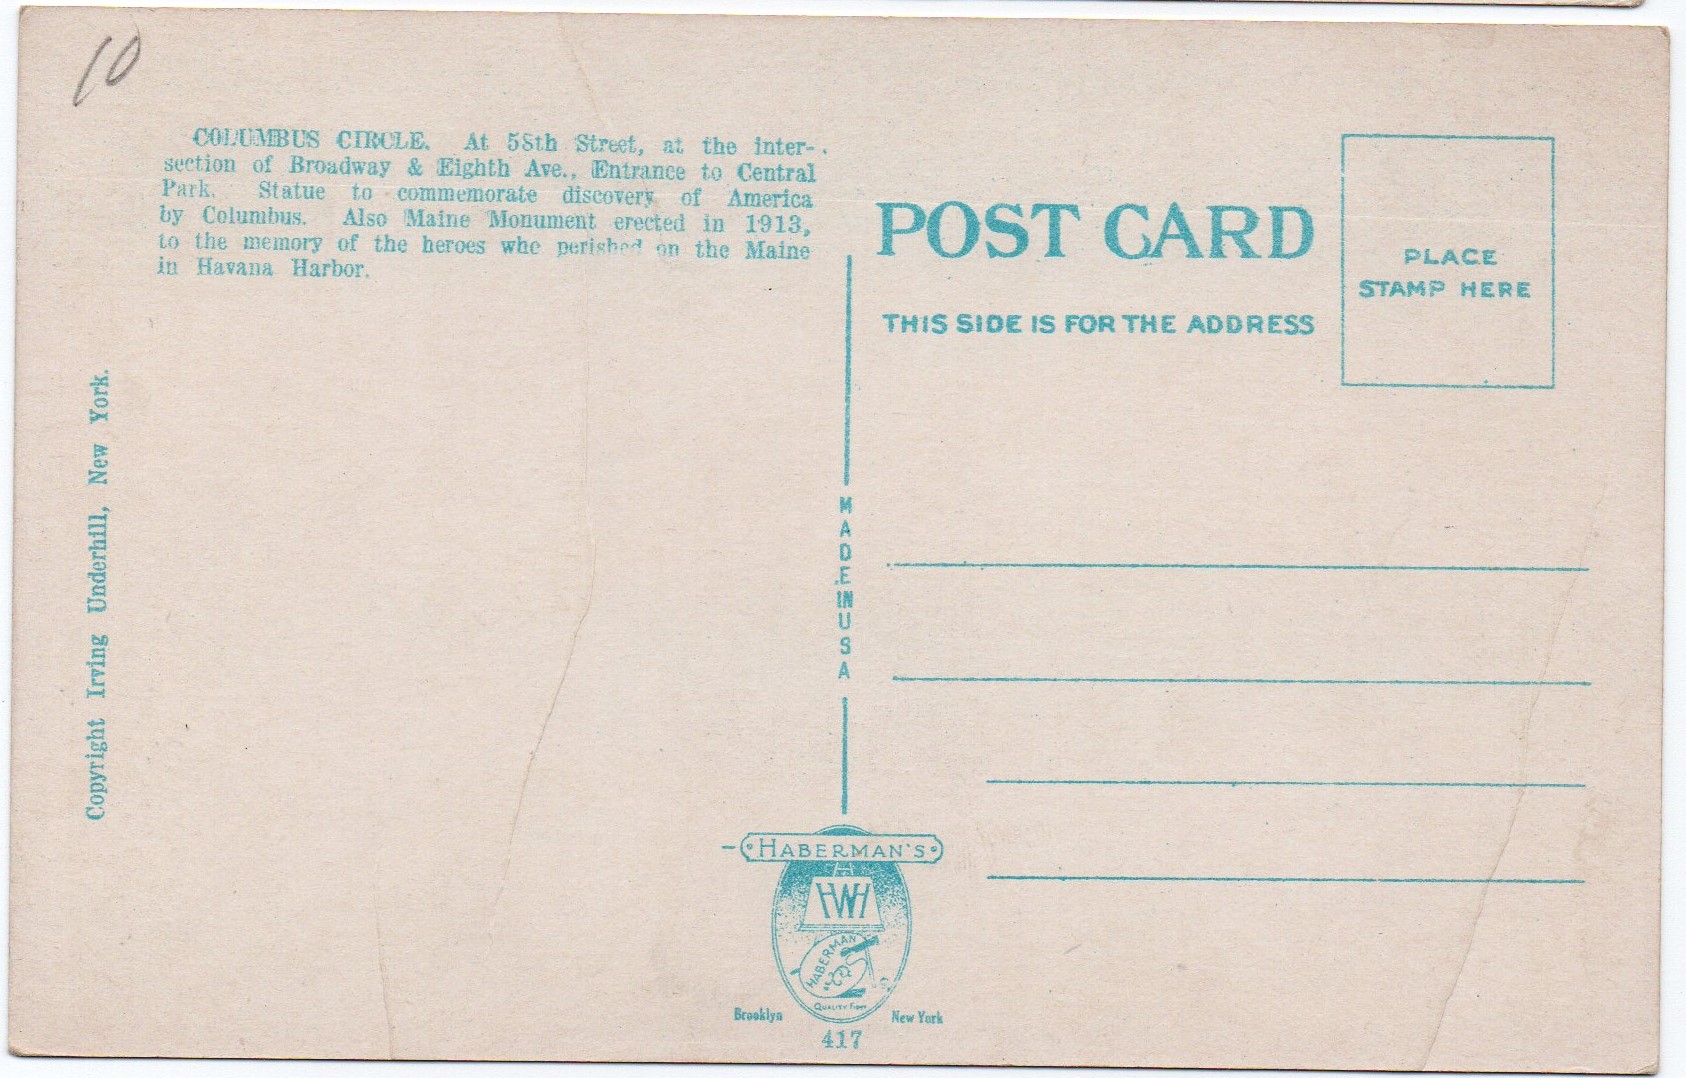 10
COLUMBUS CIRCLE. At 58th Street, at the inter-
section of Broadway & Eighth Ave., Entrance to Central
Park. Statue to commemorate discovery of America
by Columbus. Also Maine Monument erected in 1913,
to the memory of the heroes who perished on the Maine
in Havana Harbor.
Copyright Irving Underhill, New York.
POST CARD
THIS SIDE IS FOR THE ADDRESS
PLACE
STAMP HERE
M
A
D
E
IN
U
S
A
HABERMAN'S
HWH
HABERMAN
QUALITY FIRST
Brooklyn
New York
417